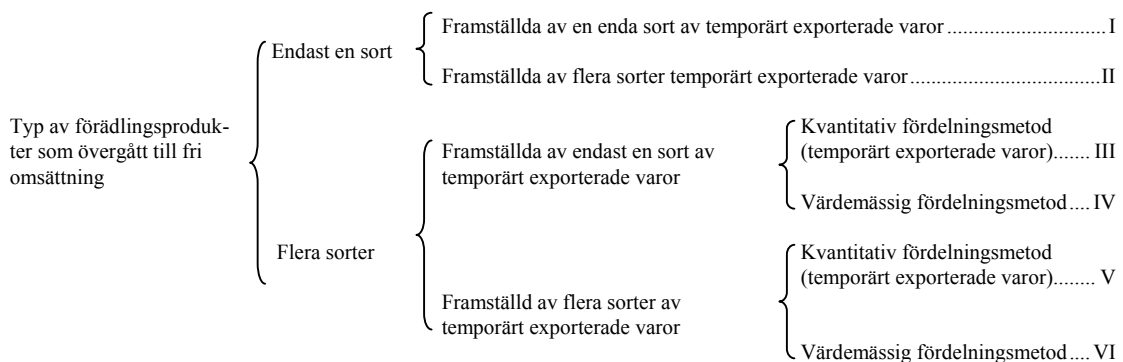 Framställda av en enda sort av temporärt exporterade varor ............................................I
Endast en sort
Framställda av flera sorter temporärt exporterade varor.....................................................II
Typ av förädlingsproduk-
ter som övergått till fri
omsättning
Kvantitativ fördelningsmetod
(temporärt exporterade varor)....... III
Framställda av endast en sort av
temporärt exporterade varor
Värdemässig fördelningsmetod.... IV
Flera sorter
Kvantitativ fördelningsmetod
(temporärt exporterade varor)........ V
Framställd av flera sorter av
temporärt exporterade varor
Värdemässig fördelningsmetod.... VI